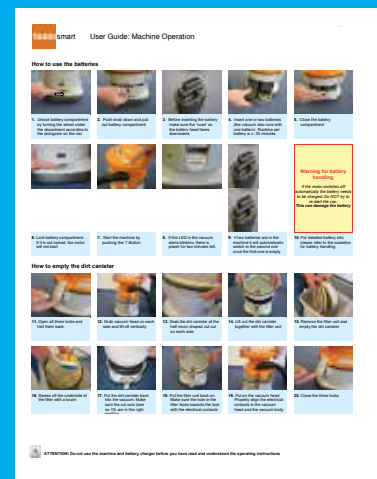 smart
User Guide: Machine Operation
How to use the batteries
1. Unlock battery compartment
by turning the wheel under
the department according to
the pictogram on the vac.
2. Push knob down and pull
out battery compartment
3. Before inserting the battery
make sure the 'nose' on
the battery head faces
downwards
4. Insert one or two batteries
(the vacuum also runs with
one battery). Runtime per
battery is c. 20 minutes
5. Close the battery
compartment
Warning for battery
handling
If the motor switches off
automatically the battery needs
to be charged. Do NOT try to
re-start the vac.
This can damage the battery
6. Lock battery compartment.
If it is not locked, the motor
will not start
7. Start the machine by
pushing the 'I' Button
8. If the LED in the vacuum
starts blinking, there is
power for two minutes left.
9. If two batteries are in the
machine it will automatically
switch to the second one
once the first one is empty
10. For detailed battery info
please refer to the guideline
for battery handling
How to empty the dirt canister
11. Open all three locks and
fold them back
12. Grab vacuum head on each
side and lift off vertically
13. Grab the dirt canister at the
half moon shaped cut out
on each side
14. Lift out the dirt canister
together with the filter unit
15. Remove the filter unit and
empty the dirt canister
16. Sweep off the underside of
the filter with a brush
17. Put the dirt canister back
into the vacuum. Make
sure the cut outs (see
no. 13) are in the right
position
18. Put the filter unit back on.
Make sure the hole in the
filter faces towards the lock
with the electrical contacts
19. Put on the vacuum head.
Properly align the electrical
contacts in the vacuum
head and the vacuum body
20. Close the three locks
ATTENTION! Do not use the machine and battery charger before you have read and understood the operating instructions